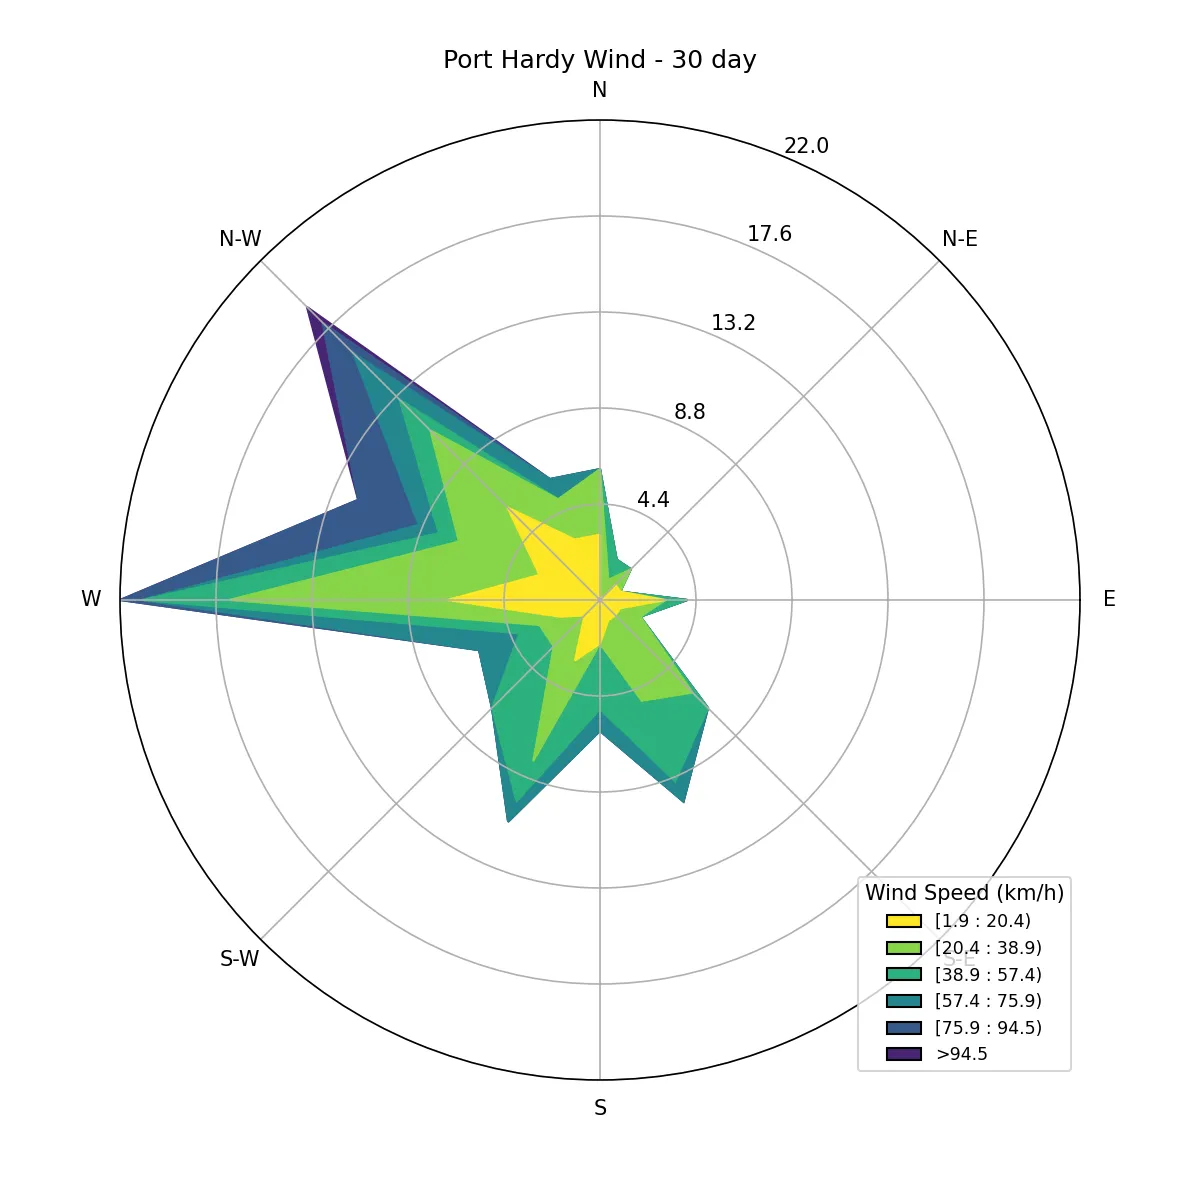 Port Hardy Wind - 30 day
N
22.0
17.6
N-W
N-E
13.2
8.8
4.4
W
E
Wind Speed (km/h)
[1.9 : 20.4)
[20.4 : 38.9)
S-W
S-E
[38.9 : 57.4)
[57.4 : 75.9)
[75.9 : 94.5)
>94.5
S